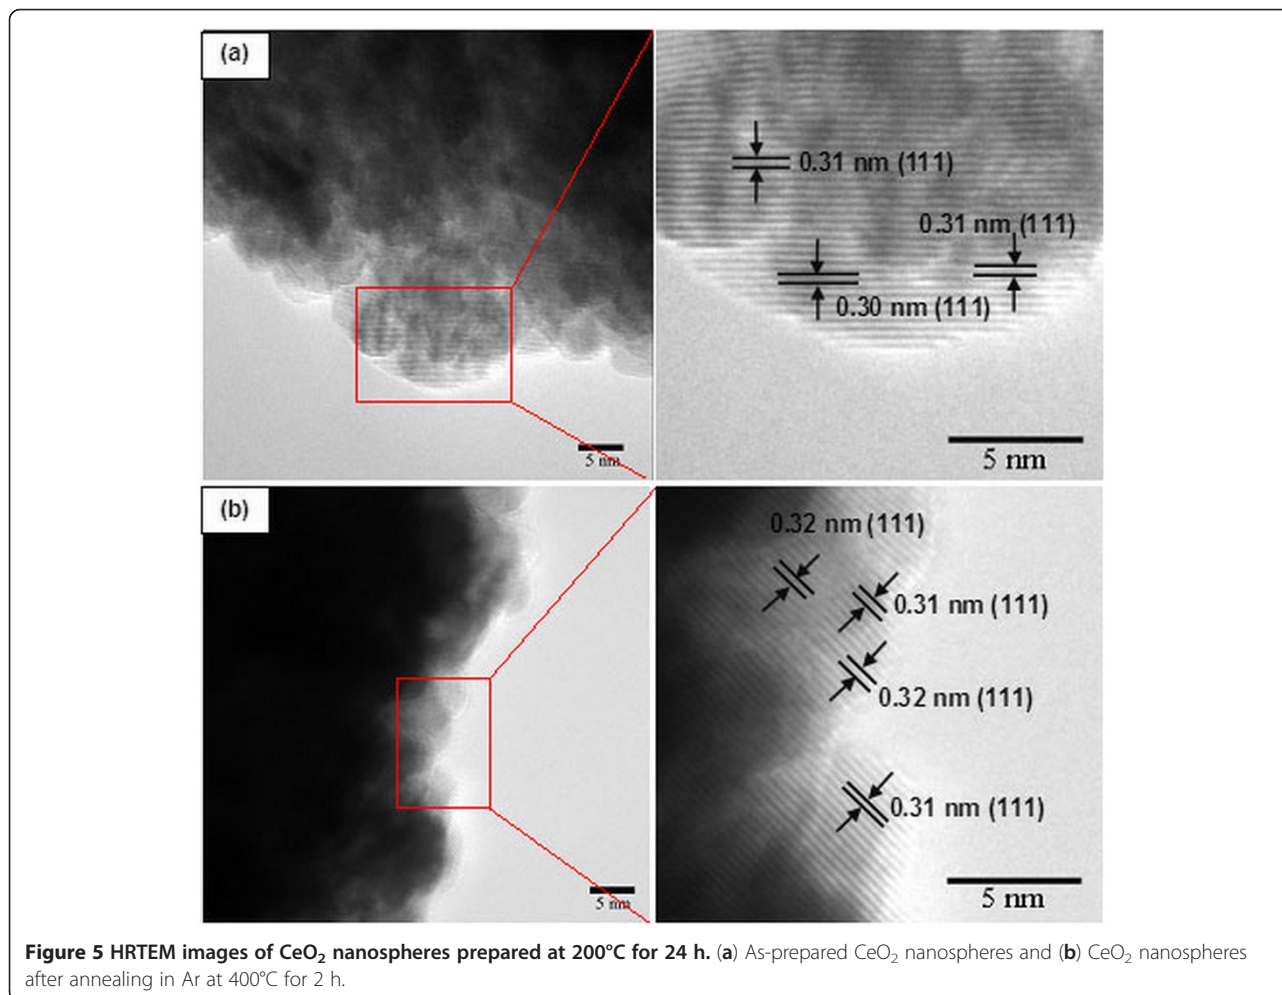 (a)
0.31 nm (111)
0.31 nm (111)
0.30 nm (111)
5 nm
5 nm
(b)
0.32 nm (111)
0.31 nm (111)
0.32 nm (111)
0.31 nm (111)
5 nm
5 nm
Figure 5 HRTEM images of CeO₂ nanospheres prepared at 200°C for 24 h. (a) As-prepared CeO₂ nanospheres and (b) CeO₂ nanospheres
after annealing in Ar at 400°C for 2 h.